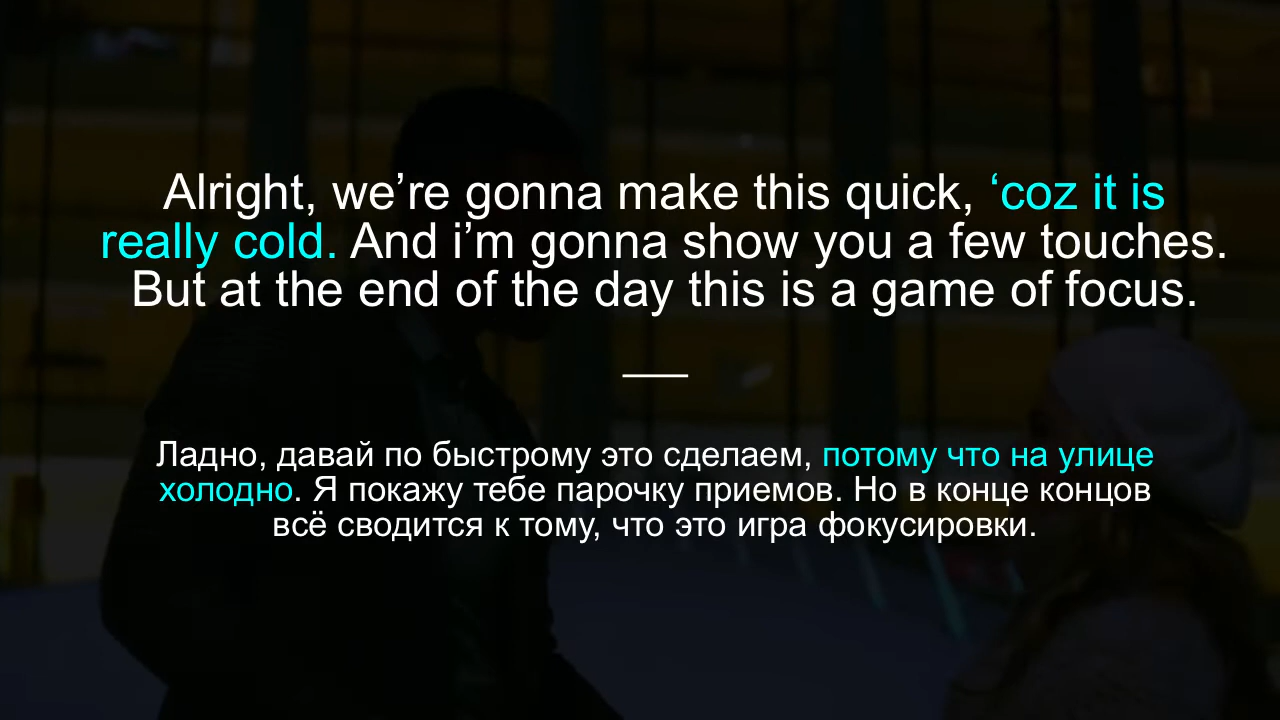 Alright, we’re gonna make this quick, ‘coz it is
really cold. And i’m gonna show you a few touches.
But at the end of the day this is a game of focus.
Ладно, давай по быстрому это сделаем, потому что на улице
холодно. Я покажу тебе парочку приемов. Но в конце концов
всё сводится к тому, что это игра фокусировки.